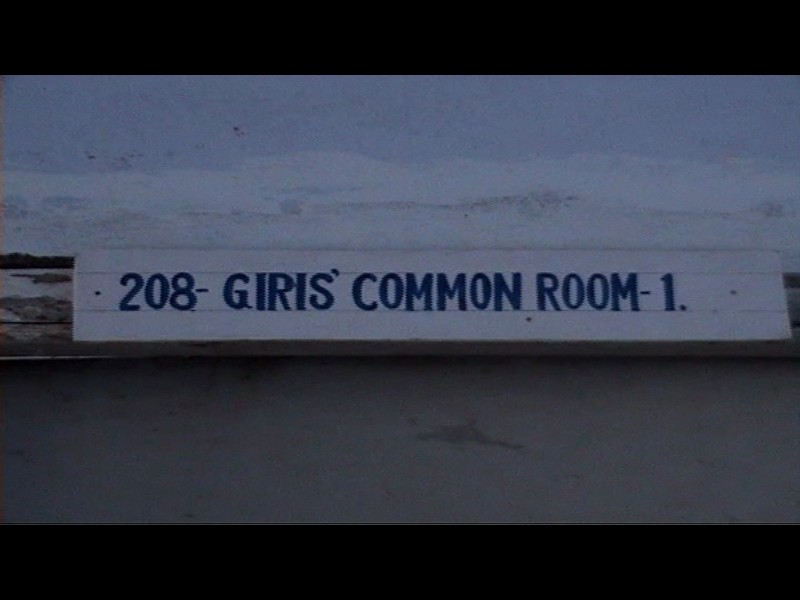 208- GIRIS' COMMON ROOM-1.